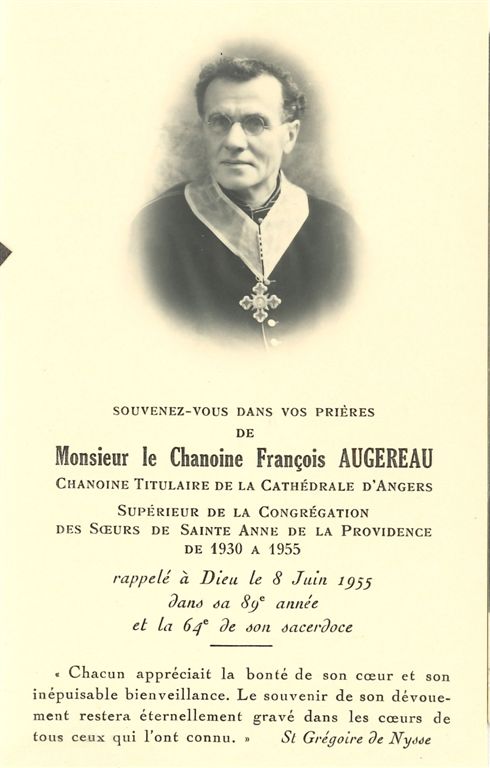 SOUVENEZ-VOUS DANS VOS PRIÈRES
DE
Monsieur le Chanoine François AUGEREAU
CHANOINE TITULAIRE DE LA CATHÉDRALE D'ANGERS
SUPÉRIEUR DE LA CONGRÉGATION
DES SŒURS DE SAINTE ANNE DE LA PROVIDENCE
DE 1930 A 1955
rappelé à Dieu le 8 Juin 1955
dans sa 89e année
et la 64e de son sacerdoce
« Chacun appréciait la bonté de son cœur et son
inépuisable bienveillance. Le souvenir de son dévoue-
ment restera éternellement gravé dans les cœurs de
tous ceux qui l'ont connu. » St Grégoire de Nysse